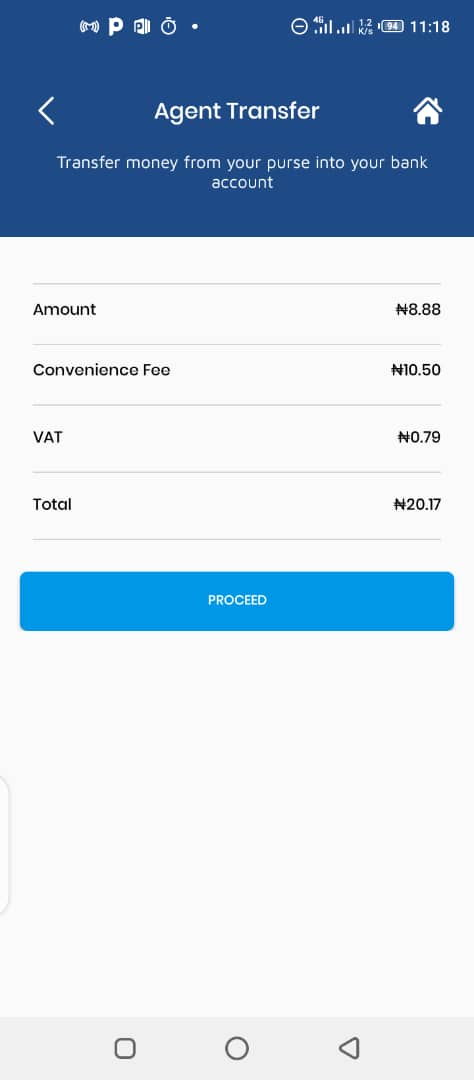 4G
1.2
K/s
94
11:18
Agent Transfer
Transfer money from your purse into your bank
account
Amount ₦8.88
Convenience Fee ₦10.50
VAT ₦0.79
Total ₦20.17
PROCEED